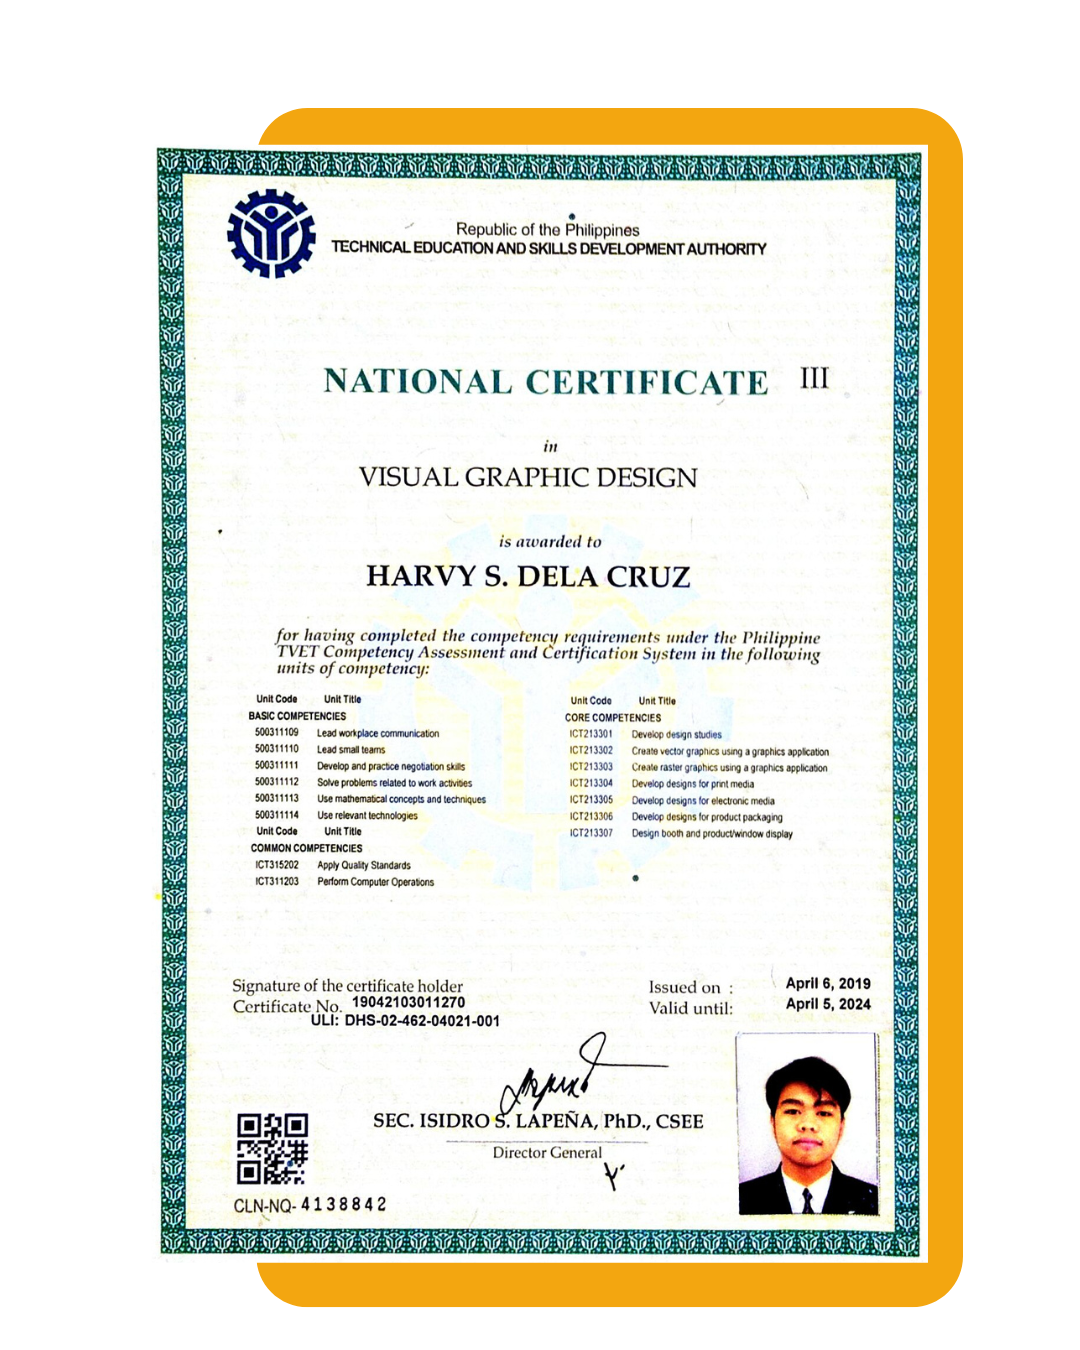 Republic of the Philippines
TECHNICAL EDUCATION AND SKILLS DEVELOPMENT AUTHORITY
NATIONAL CERTIFICATE III
in
VISUAL GRAPHIC DESIGN
is awarded to
HARVY S. DELA CRUZ
for having completed the competency requirements under the Philippine
TVET Competency Assessment and Certification System in the following
units of competency:
Unit Code Unit Title
BASIC COMPETENCIES
500311109 Lead workplace communication
500311110 Lead small teams
500311111 Develop and practice negotiation skills
500311112 Solve problems related to work activities
500311113 Use mathematical concepts and techniques
500311114 Use relevant technologies
Unit Code Unit Title
COMMON COMPETENCIES
ICT315202 Apply Quality Standards
ICT311203 Perform Computer Operations
Unit Code Unit Title
CORE COMPETENCIES
ICT213301 Develop design studies
ICT213302 Create vector graphics using a graphics application
ICT213303 Create raster graphics using a graphics application
ICT213304 Develop designs for print media
ICT213305 Develop designs for electronic media
ICT213306 Develop designs for product packaging
ICT213307 Design booth and product/window display
Signature of the certificate holder
Certificate No. 19042103011270
ULI: DHS-02-462-04021-001
Issued on : April 6, 2019
Valid until: April 5, 2024
SEC. ISIDRO S. LAPEÑA, PhD., CSEE
Director General
CLN-NQ- 4138842